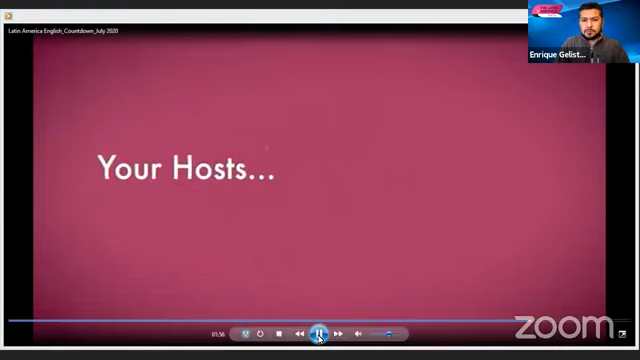 Latin America English_Countdown_July 2020
Enrique Gelist...
Your Hosts...
01:56
zoom